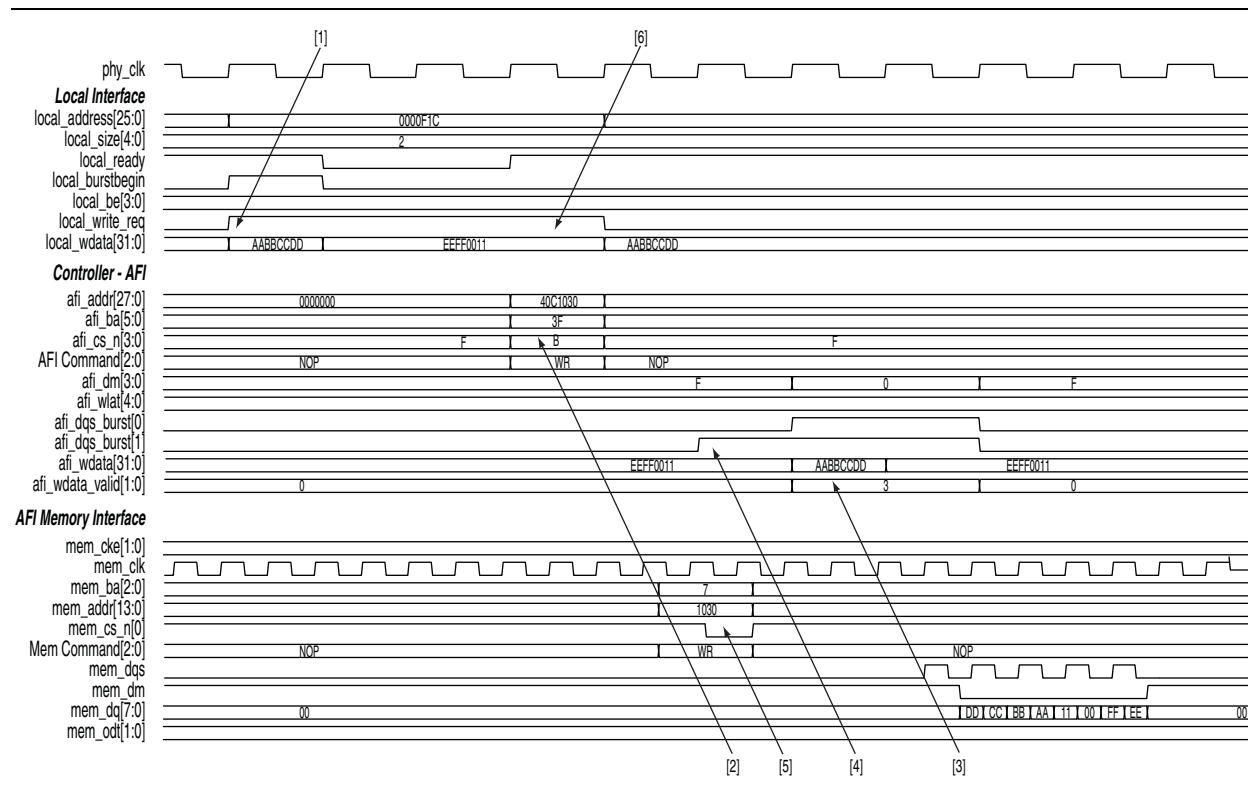 [1] [6]
phy_clk
Local Interface
local_address[25:0] 0000F1C
local_size[4:0] 2
local_ready
local_burstbegin
local_be[3:0]
local_write_req
local_wdata[31:0] AABBCCDD EEFF0011 AABBCCDD
Controller - AFI
afi_addr[27:0] 0000000 40C1030
afi_ba[5:0] 3F
afi_cs_n[3:0] F B F
AFI Command[2:0] NOP WR NOP
afi_dm[3:0] F 0 F
afi_wlat[4:0]
afi_dqs_burst[0]
afi_dqs_burst[1]
afi_wdata[31:0] EEFF0011 AABBCCDD EEFF0011
afi_wdata_valid[1:0] 0 3 0
AFI Memory Interface
mem_cke[1:0]
mem_clk
mem_ba[2:0] 7
mem_addr[13:0] 1030
mem_cs_n[0]
Mem Command[2:0] NOP WR NOP
mem_dqs
mem_dm
mem_dq[7:0] 00 DD CC BB AA 11 00 FF EE 00
mem_odt[1:0]
[2] [5] [4] [3]